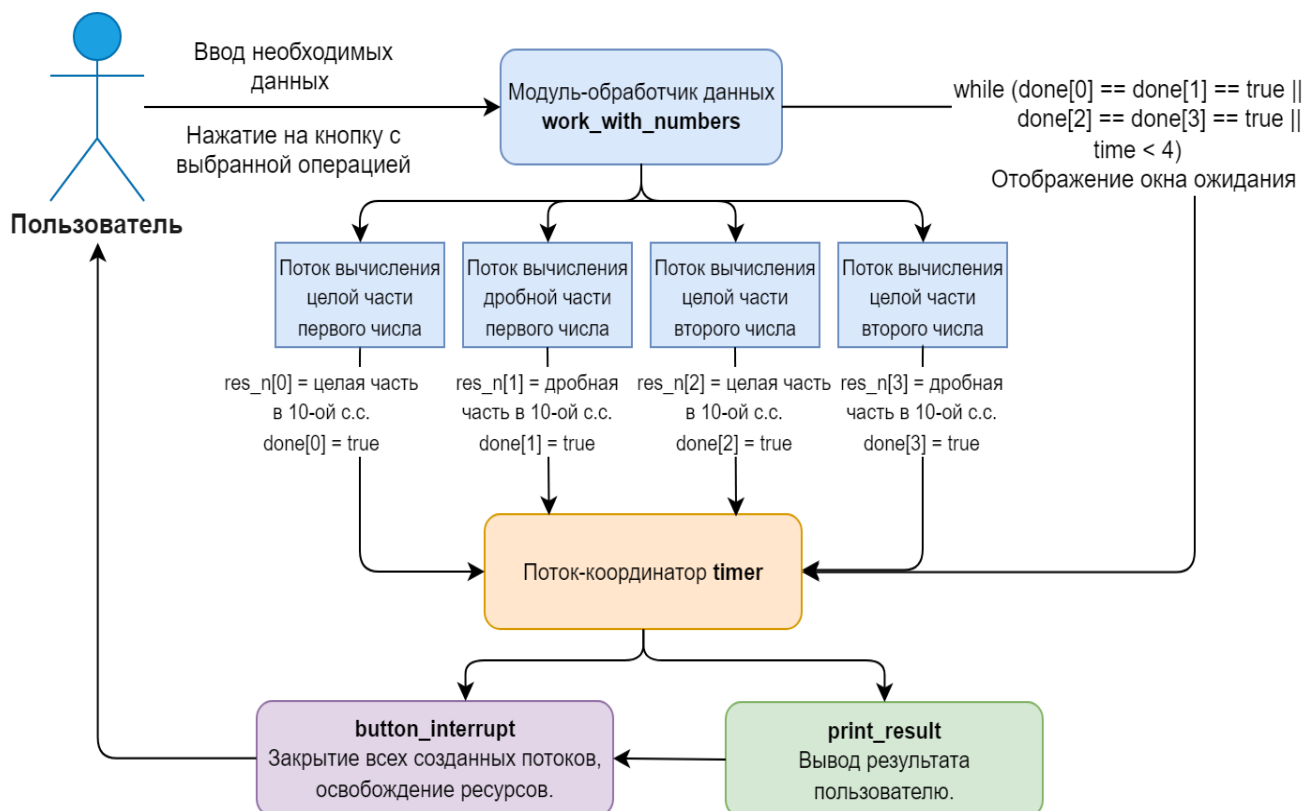 Ввод необходимых
данных
Нажатие на кнопку с
выбранной операцией
Пользователь
Модуль-обработчик данных
work_with_numbers
while (done[0] == done[1] == true ||
done[2] == done[3] == true ||
time < 4)
Отображение окна ожидания
Поток вычисления
целой части
первого числа
Поток вычисления
дробной части
первого числа
Поток вычисления
целой части
второго числа
Поток вычисления
целой части
второго числа
res_n[0] = целая часть
в 10-ой с.с.
done[0] = true
res_n[1] = дробная
часть в 10-ой с.с.
done[1] = true
res_n[2] = целая часть
в 10-ой с.с.
done[2] = true
res_n[3] = дробная
часть в 10-ой с.с.
done[3] = true
Поток-координатор timer
button_interrupt
Закрытие всех созданных потоков,
освобождение ресурсов.
print_result
Вывод результата
пользователю.